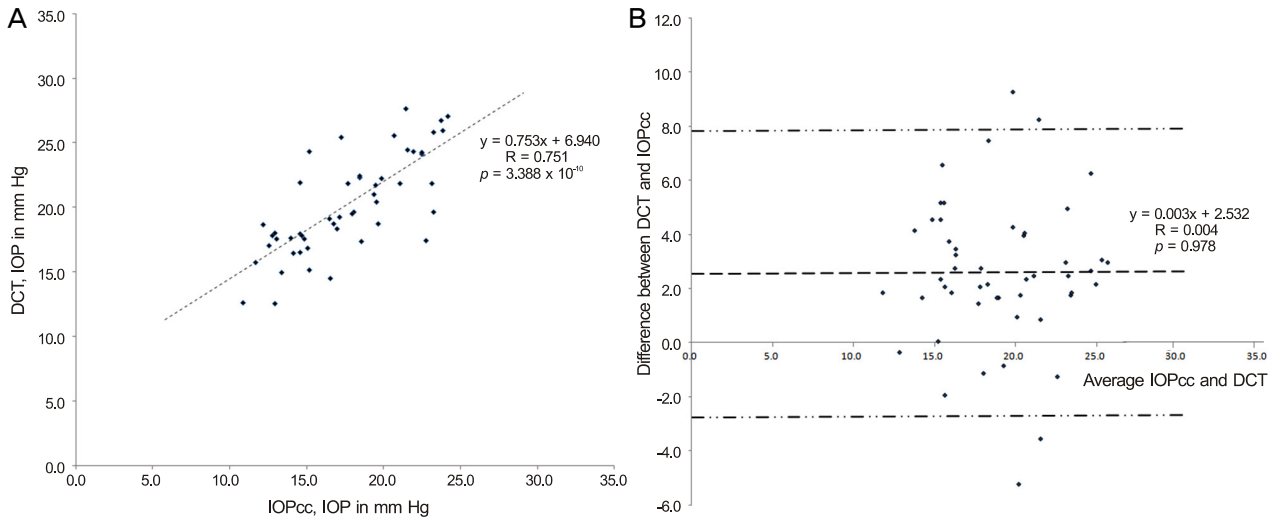 A
35.0
30.0
25.0
20.0
15.0
10.0
5.0
0.0
0.0 5.0 10.0 15.0 20.0 25.0 30.0 35.0
DCT, IOP in mm Hg
IOPcc, IOP in mm Hg
y = 0.753x + 6.940
R = 0.751
p = 3.388 x 10⁻¹⁰
B
12.0
10.0
8.0
6.0
4.0
2.0
0.0
-2.0
-4.0
-6.0
0.0 5.0 10.0 15.0 20.0 25.0 30.0 35.0
Difference between DCT and IOPcc
Average IOPcc and DCT
y = 0.003x + 2.532
R = 0.004
p = 0.978